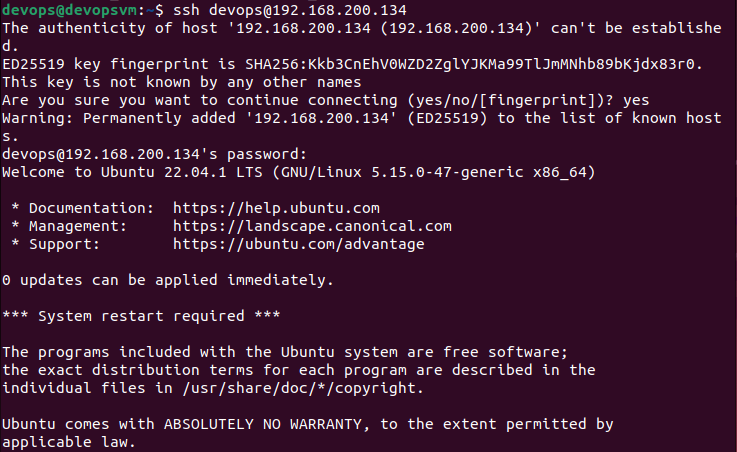 devops@devopsvm:~$ ssh devops@192.168.200.134
The authenticity of host '192.168.200.134 (192.168.200.134)' can't be establishe
d.
ED25519 key fingerprint is SHA256:Kkb3CnEhV0WZD2ZglYJKMa99TlJmMNhb89bKjdx83r0.
This key is not known by any other names
Are you sure you want to continue connecting (yes/no/[fingerprint])? yes
Warning: Permanently added '192.168.200.134' (ED25519) to the list of known host
s.
devops@192.168.200.134's password:
Welcome to Ubuntu 22.04.1 LTS (GNU/Linux 5.15.0-47-generic x86_64)

 * Documentation:  https://help.ubuntu.com
 * Management:     https://landscape.canonical.com
 * Support:        https://ubuntu.com/advantage

0 updates can be applied immediately.

*** System restart required ***

The programs included with the Ubuntu system are free software;
the exact distribution terms for each program are described in the
individual files in /usr/share/doc/*/copyright.

Ubuntu comes with ABSOLUTELY NO WARRANTY, to the extent permitted by
applicable law.